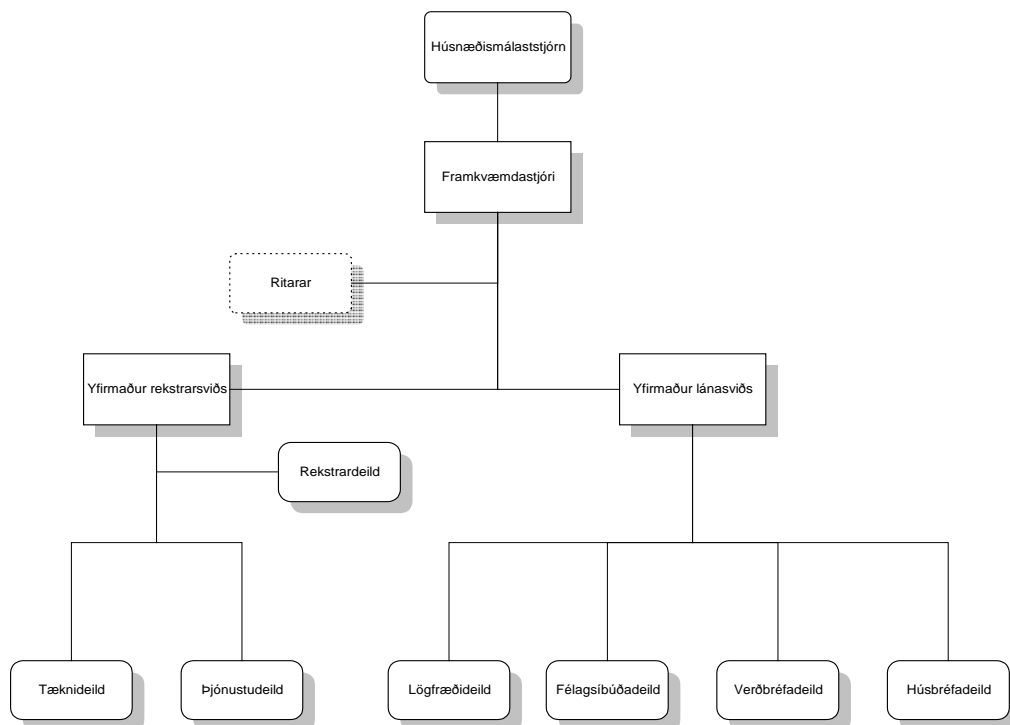 Húsnæðismálaststjórn
Framkvæmdastjóri
Ritarar
Yfirmaður rekstrarsviðs
Yfirmaður lánasviðs
Rekstrardeild
Tæknideild
Þjónustudeild
Lögfræðideild
Félagsíbúðadeild
Verðbréfadeild
Húsbréfadeild